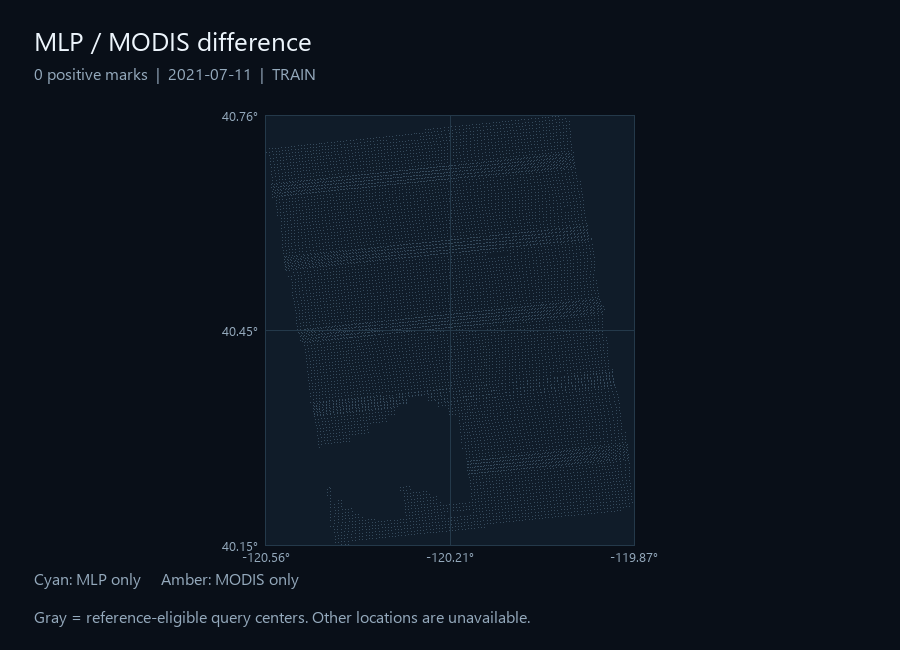 MLP / MODIS difference
0 positive marks | 2021-07-11 | TRAIN
40.76°
40.45°
40.15°
-120.56°
-120.21°
-119.87°
Cyan: MLP only
Amber: MODIS only
Gray = reference-eligible query centers. Other locations are unavailable.